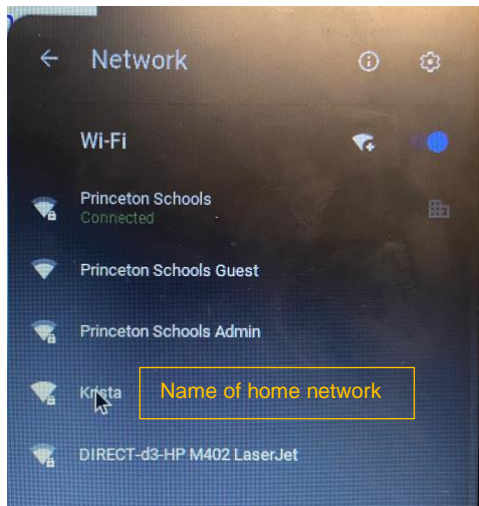 Network
Wi-Fi
Princeton Schools
Connected
Princeton Schools Guest
Princeton Schools Admin
Krista
Name of home network
DIRECT-d3-HP M402 LaserJet